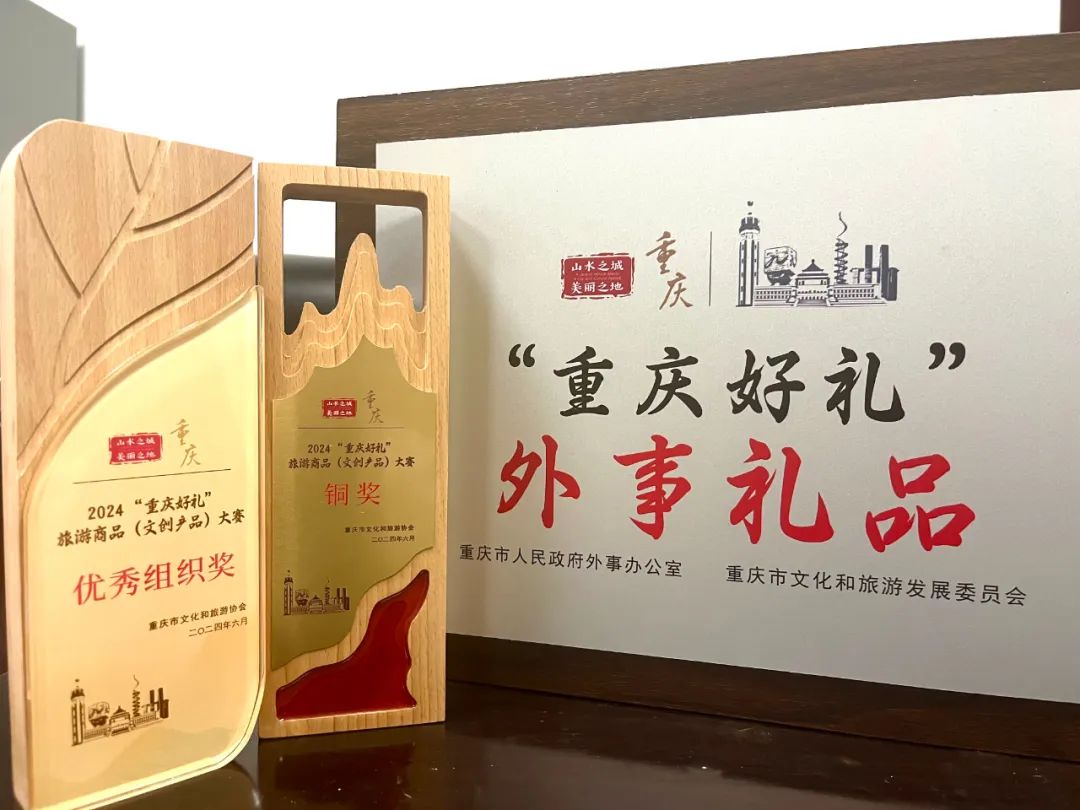 山水之城
美丽之地
重庆
2024“重庆好礼”
旅游商品（文创产品）大赛
优秀组织奖
重庆市文化和旅游协会
二〇二四年六月
山水之城
美丽之地
重庆
2024“重庆好礼”
旅游商品（文创产品）大赛
铜奖
重庆市文化和旅游协会
二〇二四年六月
山水之城
美丽之地
重庆
“重庆好礼”
外事礼品
重庆市人民政府外事办公室
重庆市文化和旅游发展委员会